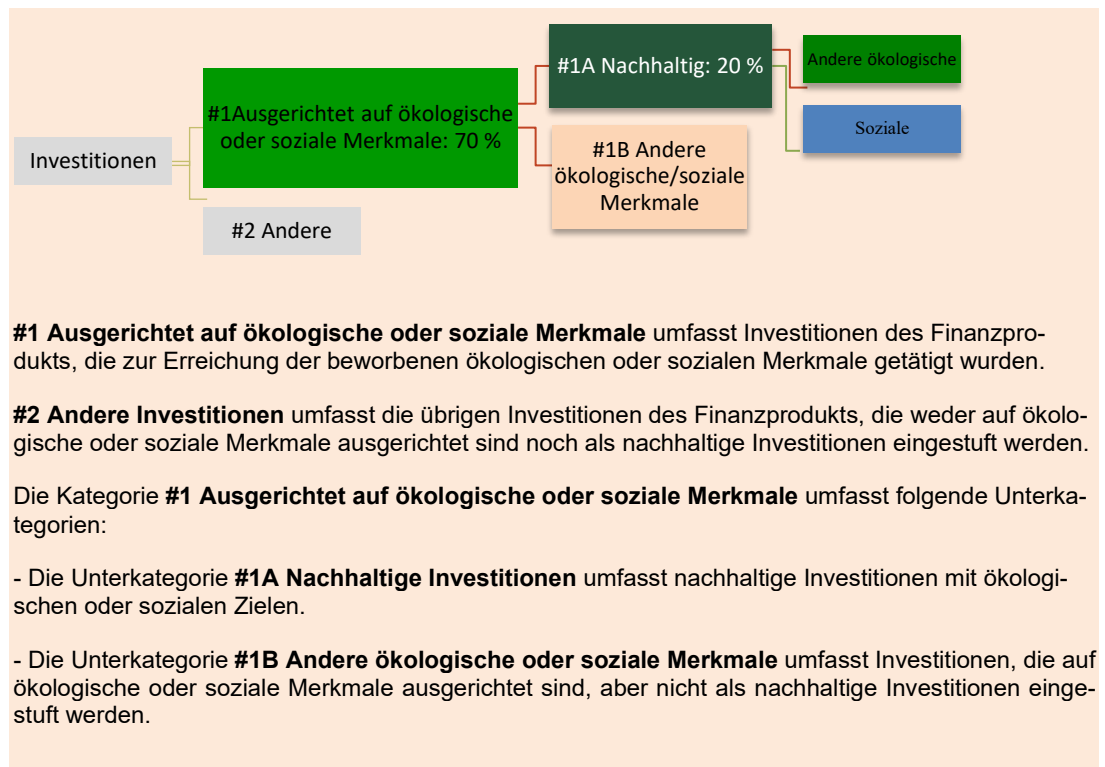 Investitionen
#1Ausgerichtet auf ökologische
oder soziale Merkmale: 70 %
#2 Andere
#1A Nachhaltig: 20 %
#1B Andere
ökologische/soziale
Merkmale
Andere ökologische
Soziale
#1 Ausgerichtet auf ökologische oder soziale Merkmale umfasst Investitionen des Finanzpro-
dukts, die zur Erreichung der beworbenen ökologischen oder sozialen Merkmale getätigt wurden.
#2 Andere Investitionen umfasst die übrigen Investitionen des Finanzprodukts, die weder auf ökolo-
gische oder soziale Merkmale ausgerichtet sind noch als nachhaltige Investitionen eingestuft werden.
Die Kategorie #1 Ausgerichtet auf ökologische oder soziale Merkmale umfasst folgende Unterka-
tegorien:
- Die Unterkategorie #1A Nachhaltige Investitionen umfasst nachhaltige Investitionen mit ökologi-
schen oder sozialen Zielen.
- Die Unterkategorie #1B Andere ökologische oder soziale Merkmale umfasst Investitionen, die auf
ökologische oder soziale Merkmale ausgerichtet sind, aber nicht als nachhaltige Investitionen einge-
stuft werden.